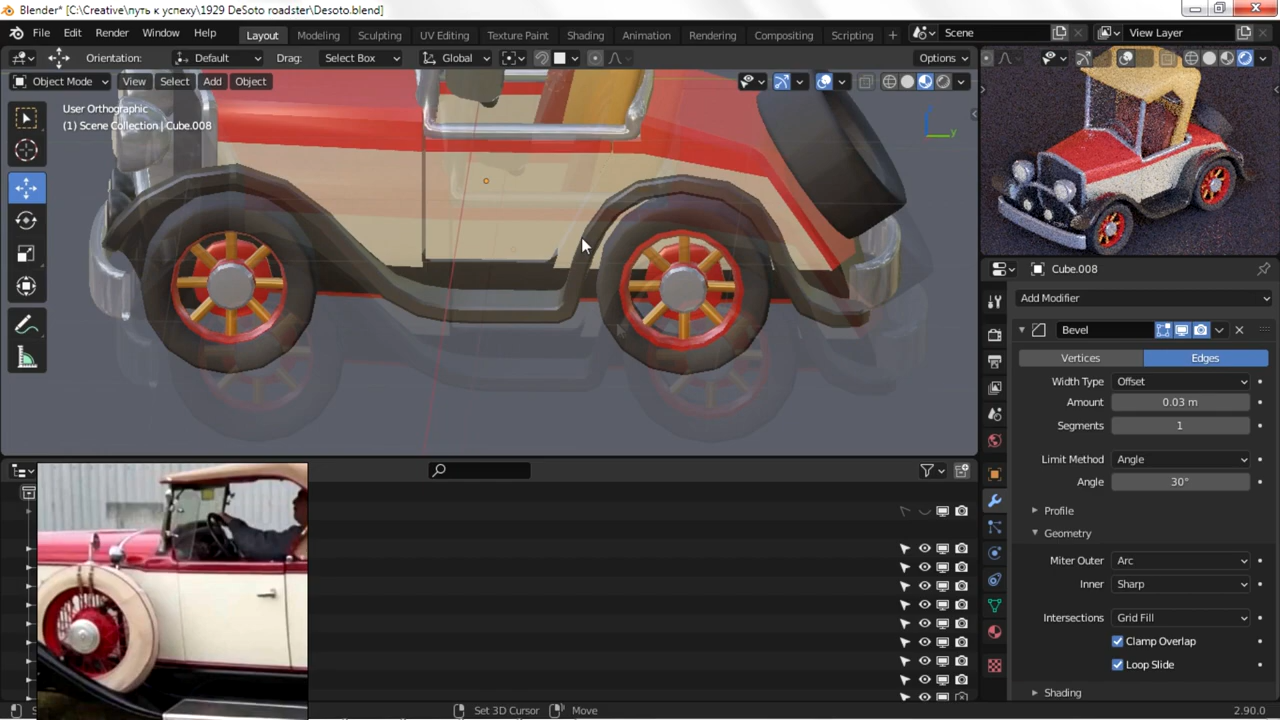 Blender* [C:\Creative\путь к успеху\1929 DeSoto roadster\Desoto.blend]
File Edit Render Window Help Layout Modeling Sculpting UV Editing Texture Paint Shading Animation Rendering Compositing Scripting + Scene View Layer
Orientation: Default Drag: Select Box Global Options
Object Mode View Select Add Object
User Orthographic
(1) Scene Collection | Cube.008
y
Cube.008
Add Modifier
Bevel
Vertices Edges
Width Type Offset
Amount 0.03 m
Segments 1
Limit Method Angle
Angle 30°
Profile
Geometry
Miter Outer Arc
Inner Sharp
Intersections Grid Fill
Clamp Overlap
Loop Slide
Shading
Set 3D Cursor Move 2.90.0